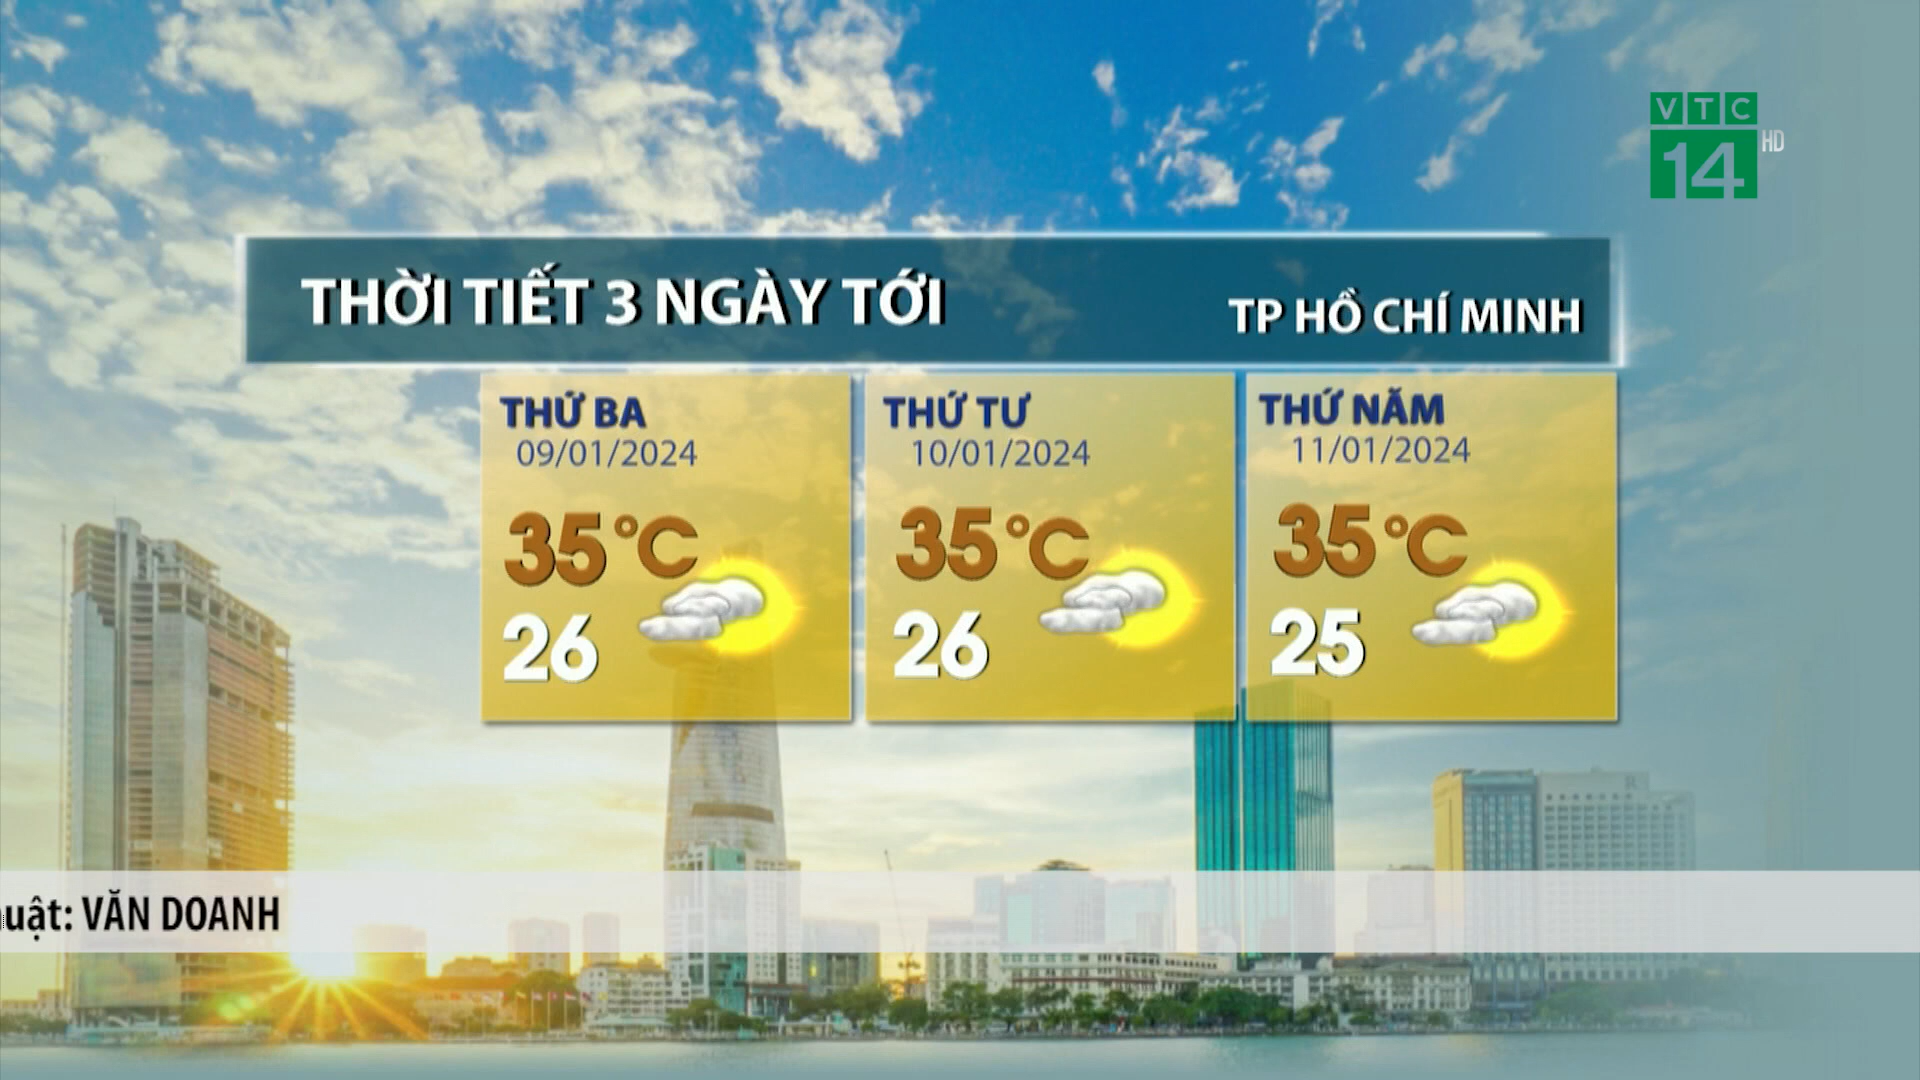 VTC
14 HD
THỜI TIẾT 3 NGÀY TỚI
TP HỒ CHÍ MINH
THỨ BA
09/01/2024
35°C
26
THỨ TƯ
10/01/2024
35°C
26
THỨ NĂM
11/01/2024
35°C
25
uật: VĂN DOANH